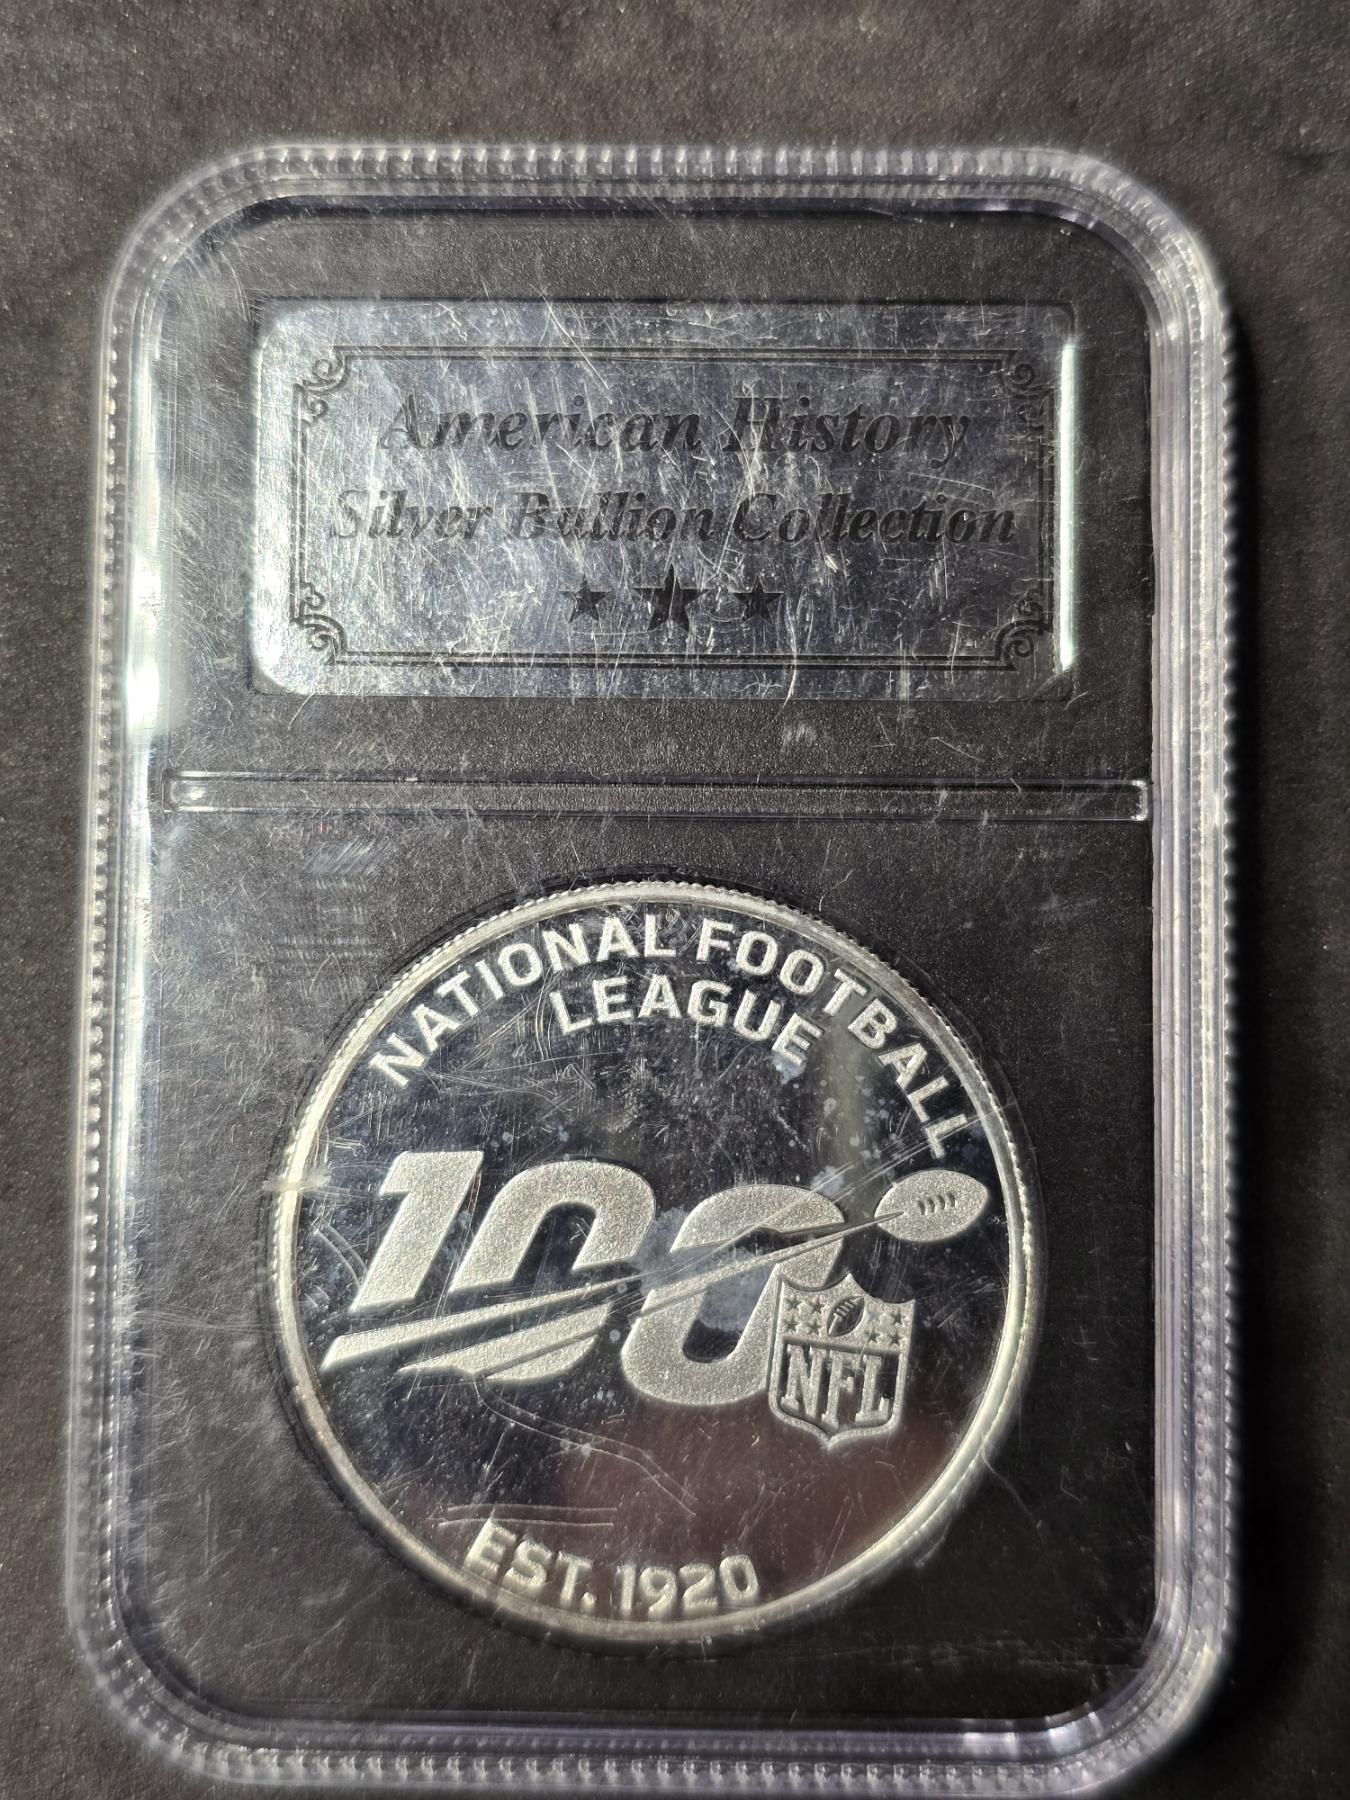 American History
Silver Bullion Collection
NATIONAL FOOTBALL
LEAGUE
100
NFL
EST. 1920